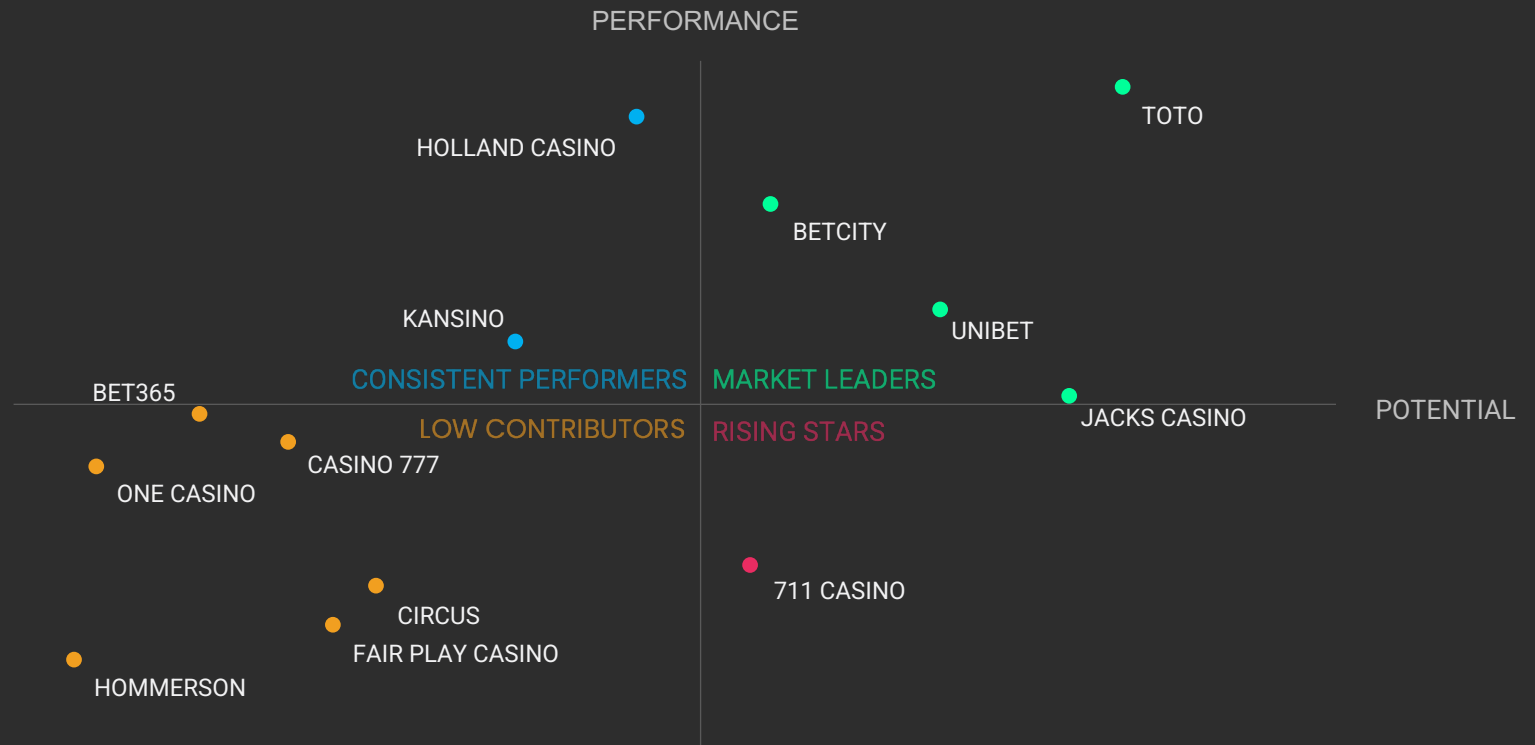 PERFORMANCE
TOTO
HOLLAND CASINO
BETCITY
KANSINO
UNIBET
CONSISTENT PERFORMERS
MARKET LEADERS
BET365
POTENTIAL
JACKS CASINO
LOW CONTRIBUTORS
RISING STARS
CASINO 777
ONE CASINO
711 CASINO
CIRCUS
FAIR PLAY CASINO
HOMMERSON